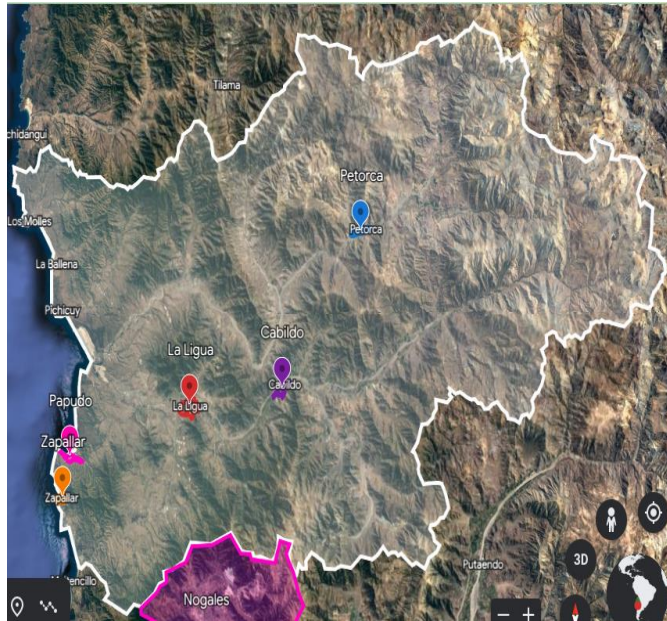 Tilama
chidangui
Petorca
Petorca
Los Molles
La Ballena
Pichicuy
Cabildo
La Ligua
Cabildo
Papudo
La Ligua
Zapallar
Zapallar
Putaendo
3D
Nogales